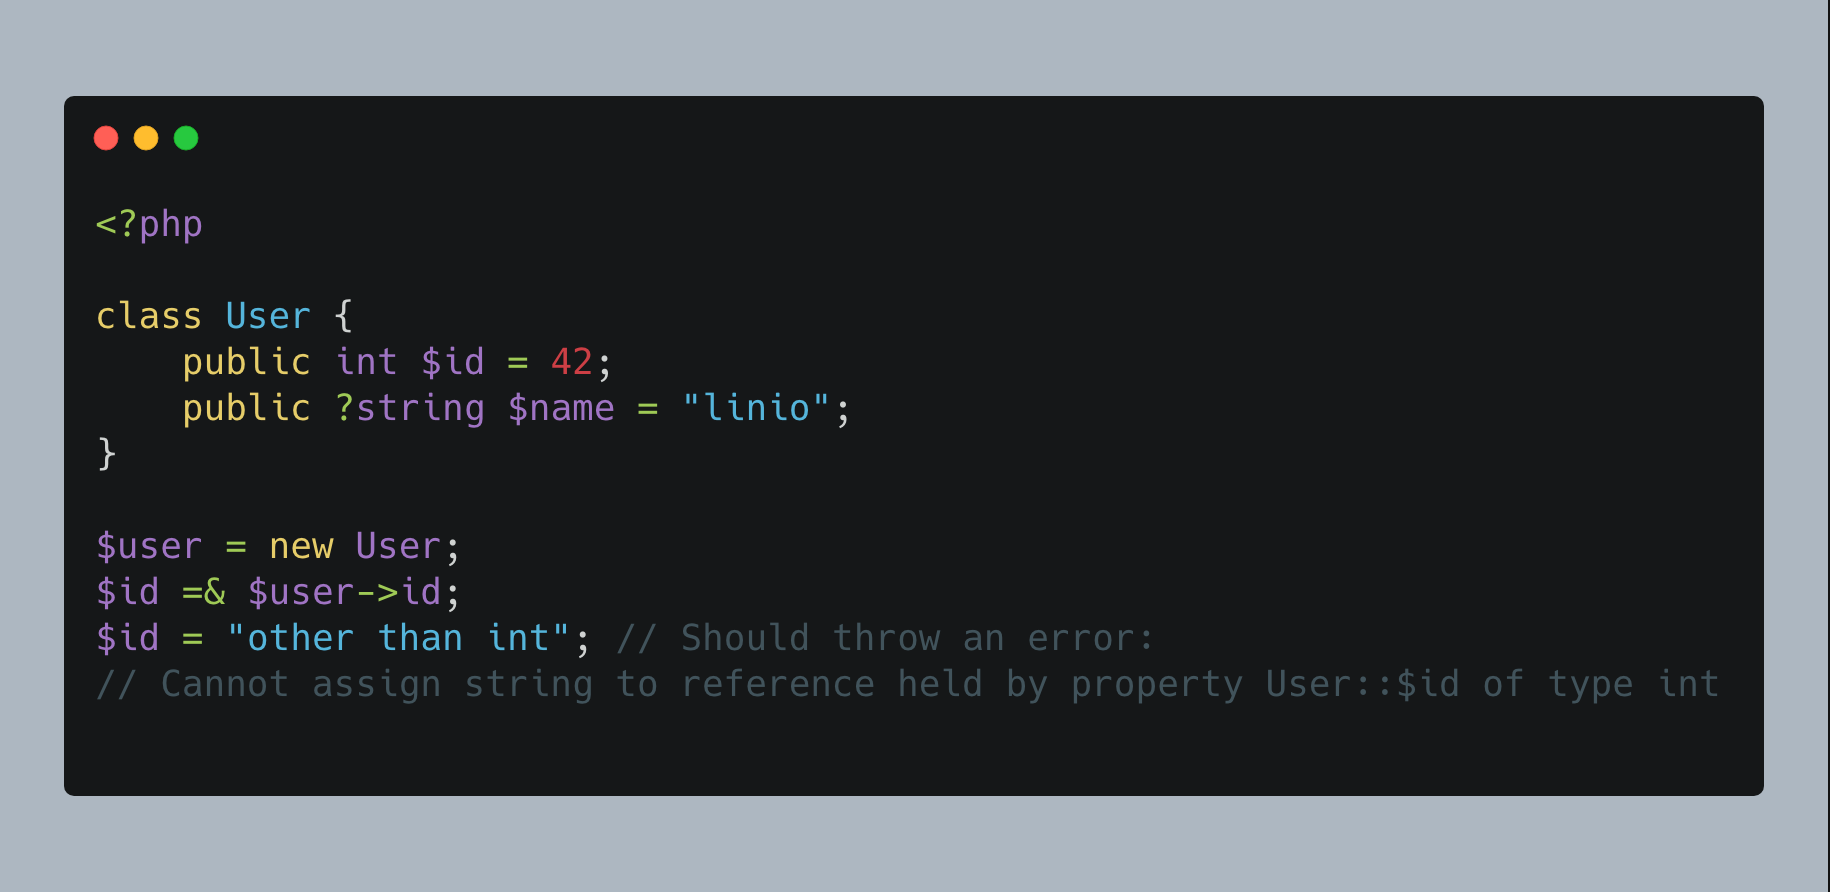 <?php
class User {
    public int $id = 42;
    public ?string $name = "linio";
}
$user = new User;
$id =& $user->id;
$id = "other than int"; // Should throw an error:
// Cannot assign string to reference held by property User::$id of type int